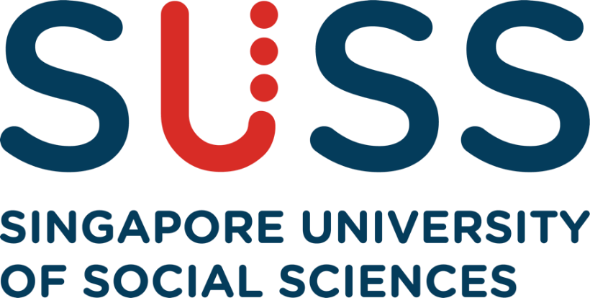 SUSS
SINGAPORE UNIVERSITY
OF SOCIAL SCIENCES